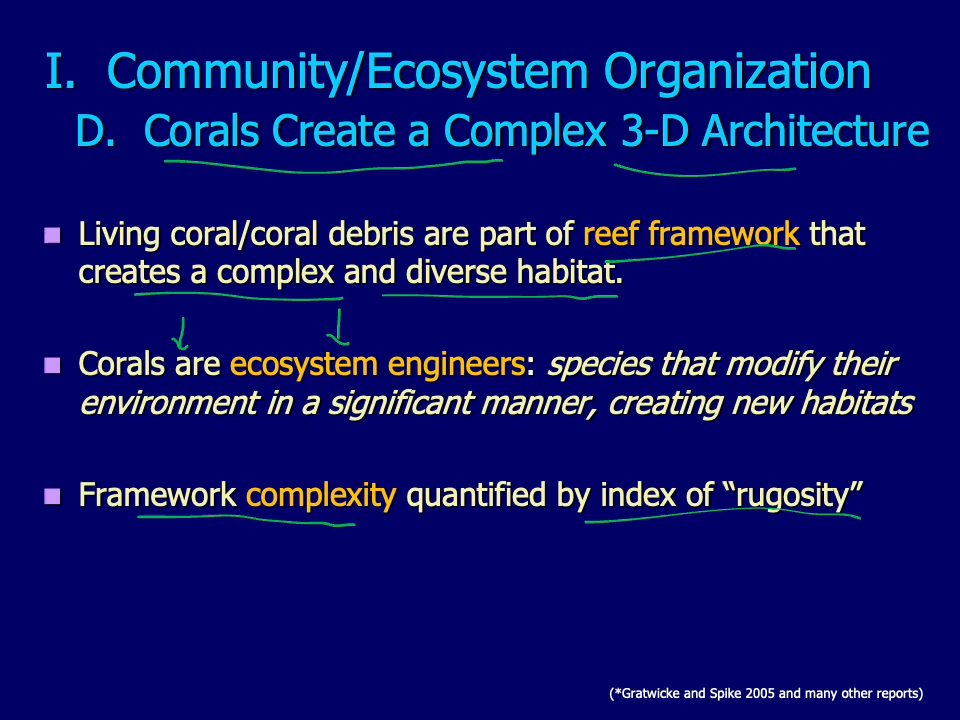 I. Community/Ecosystem Organization
D. Corals Create a Complex 3-D Architecture
Living coral/coral debris are part of reef framework that
creates a complex and diverse habitat.
Corals are ecosystem engineers: species that modify their
environment in a significant manner, creating new habitats
Framework complexity quantified by index of “rugosity”
(*Gratwicke and Spike 2005 and many other reports)